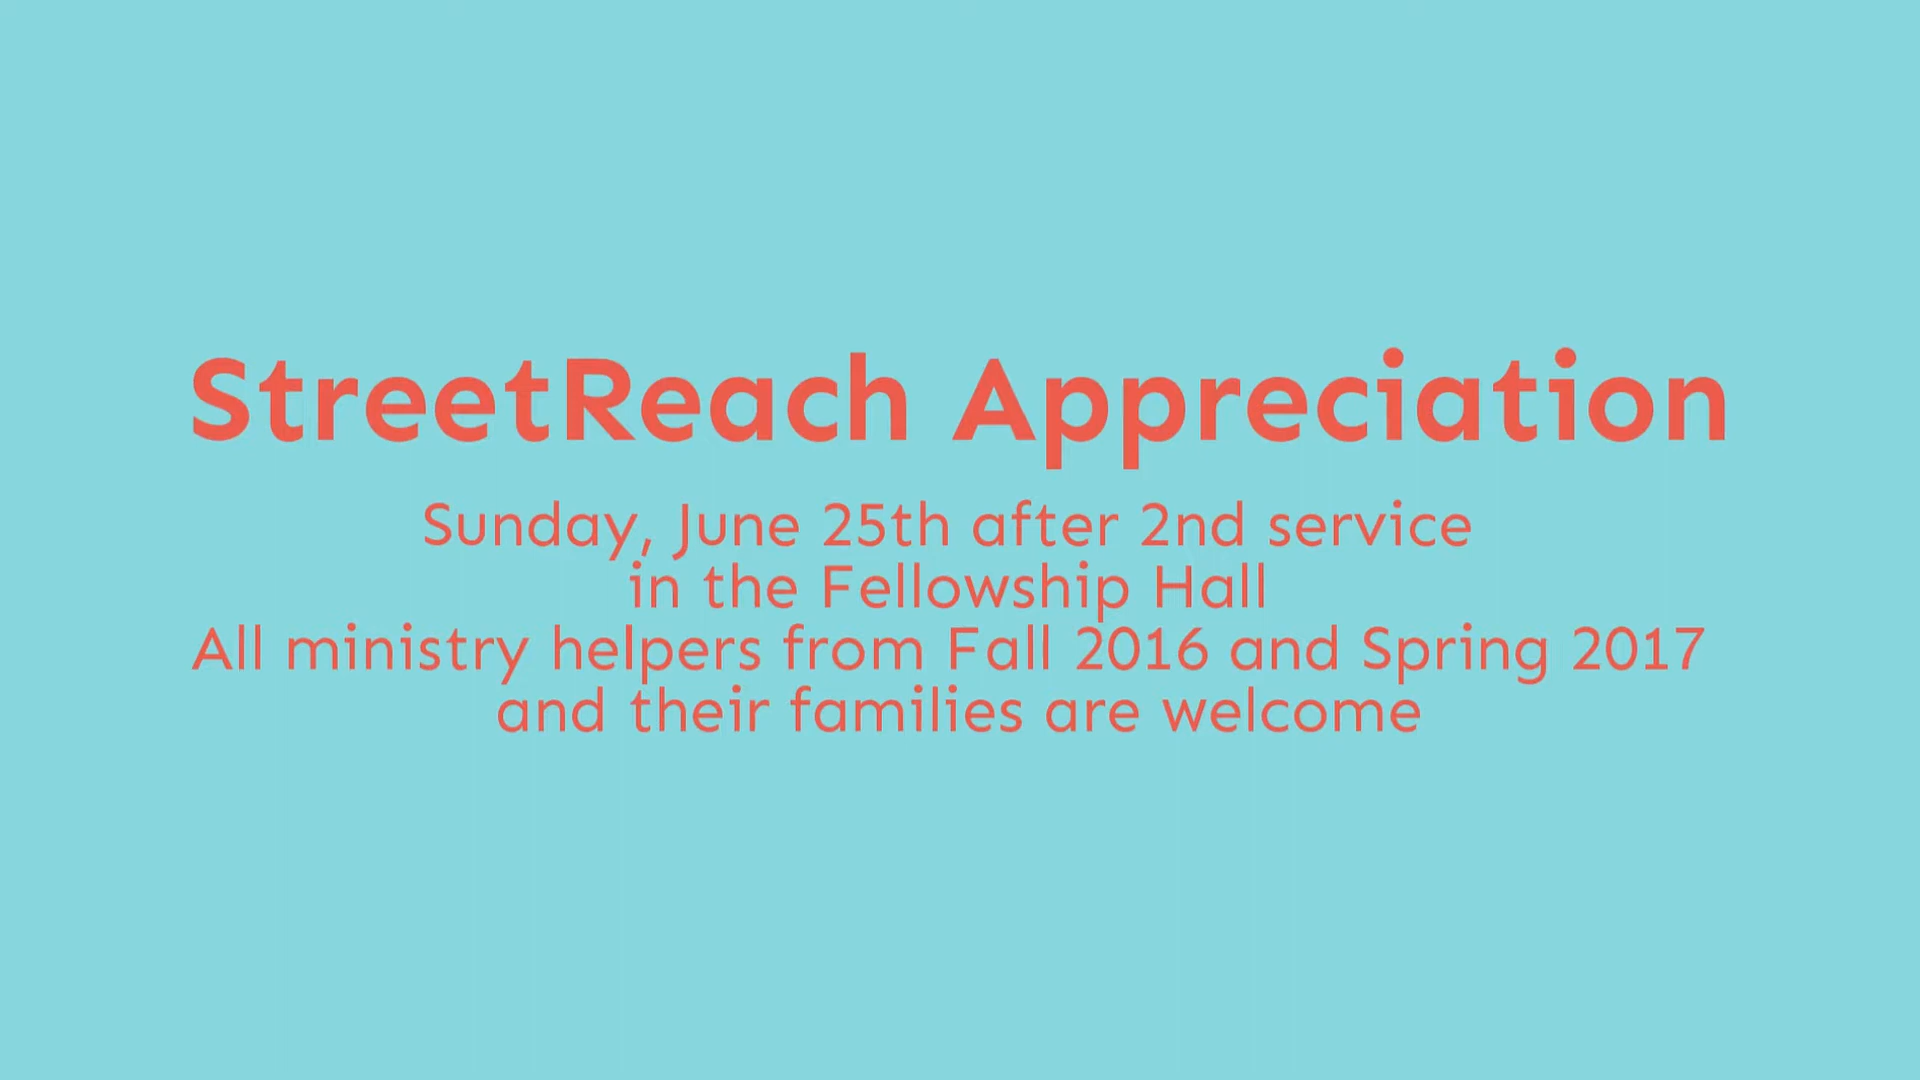 StreetReach Appreciation
Sunday, June 25th after 2nd service
in the Fellowship Hall
All ministry helpers from Fall 2016 and Spring 2017
and their families are welcome